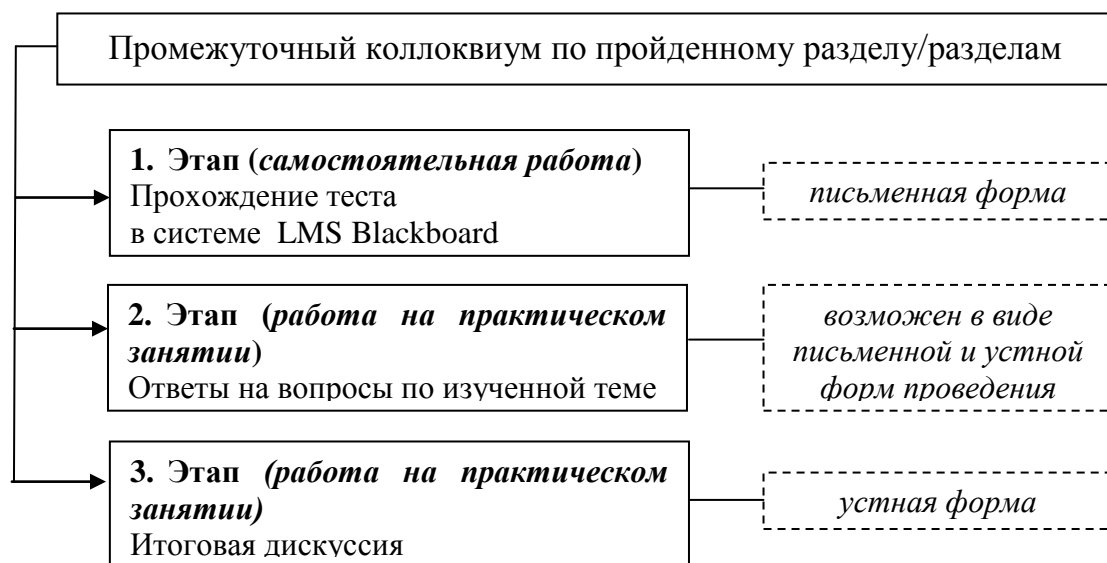 Промежуточный коллоквиум по пройденному разделу/разделам
1. Этап (самостоятельная работа)
Прохождение теста
в системе LMS Blackboard
письменная форма
2. Этап (работа на практическом
занятии)
Ответы на вопросы по изученной теме
возможен в виде
письменной и устной
форм проведения
3. Этап (работа на практическом
занятии)
Итоговая дискуссия
устная форма